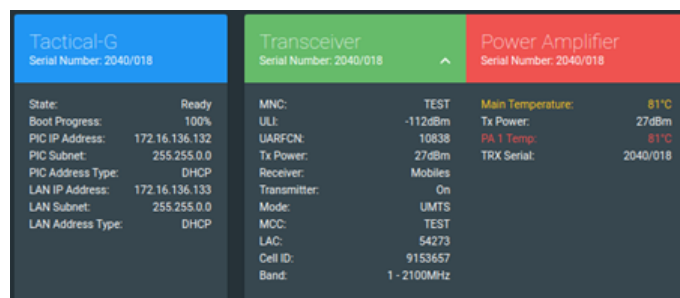 Tactical-G
Serial Number: 2040/018
State: Ready
Boot Progress: 100%
PIC IP Address: 172.16.136.132
PIC Subnet: 255.255.0.0
PIC Address Type: DHCP
LAN IP Address: 172.16.136.133
LAN Subnet: 255.255.0.0
LAN Address Type: DHCP
Transceiver
Serial Number: 2040/018
MNC: TEST
ULI: -112dBm
UARFCN: 10838
Tx Power: 27dBm
Receiver: Mobiles
Transmitter: On
Mode: UMTS
MCC: TEST
LAC: 54273
Cell ID: 9153657
Band: 1 - 2100MHz
Power Amplifier
Serial Number: 2040/018
Main Temperature: 81°C
Tx Power: 27dBm
PA 1 Temp: 81°C
TRX Serial: 2040/018